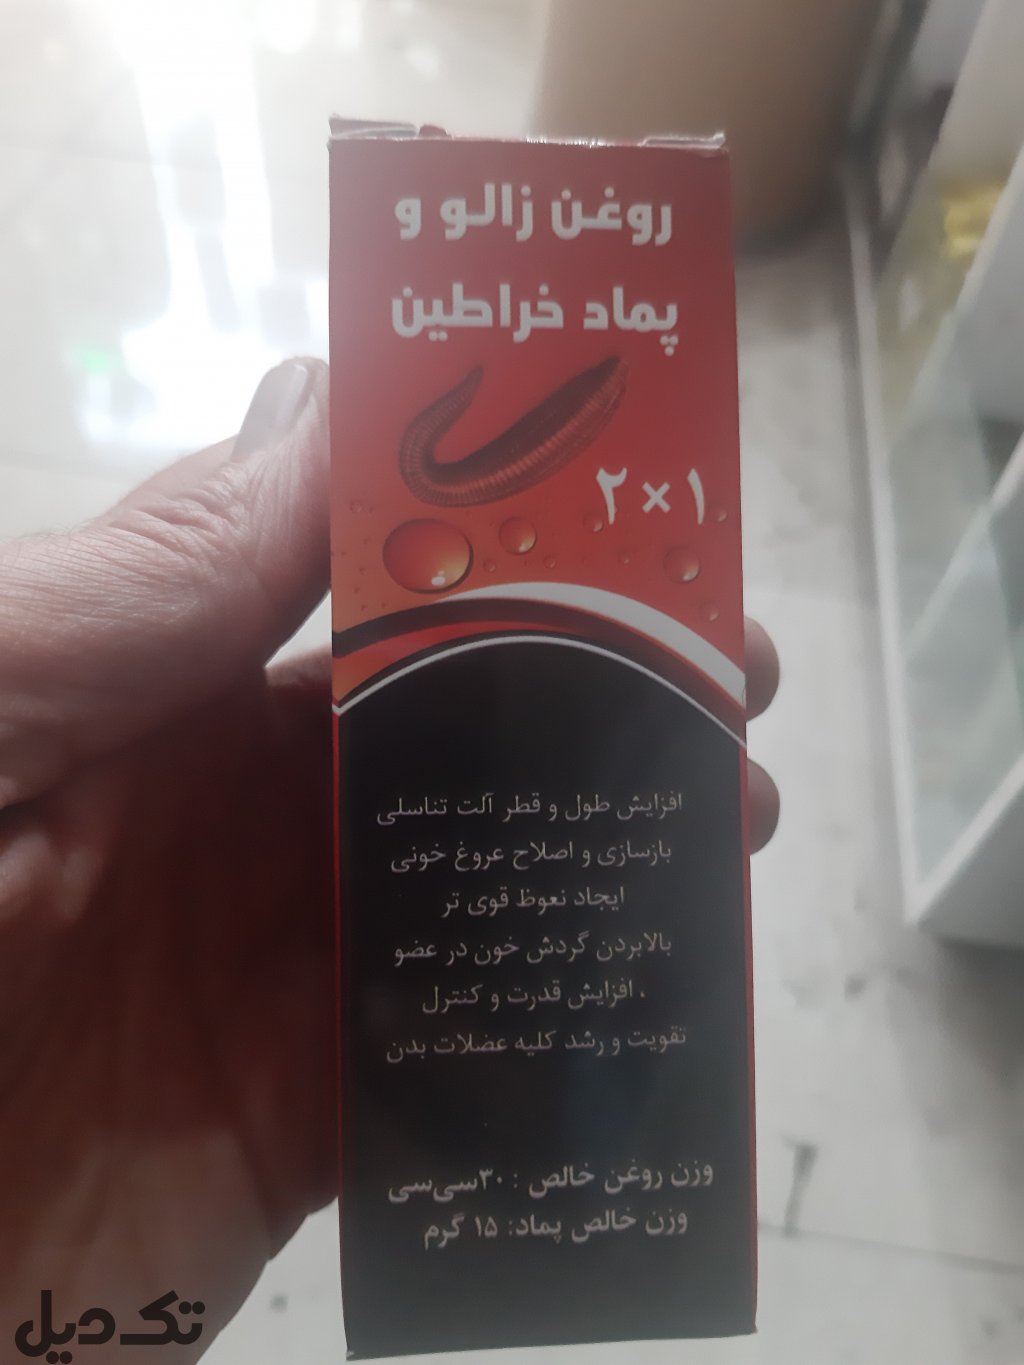 روغن زالو و
پماد خراطین
۱×۲
افزایش طول و قطر آلت تناسلی
بازسازی و اصلاح عروغ خونی
ایجاد نعوظ قوی تر
بالابردن گردش خون در عضو
، افزایش قدرت و کنترل
تقویت و رشد کلیه عضلات بدن
وزن روغن خالص : ۳۰سی‌سی
وزن خالص پماد: ۱۵ گرم
تک دیل